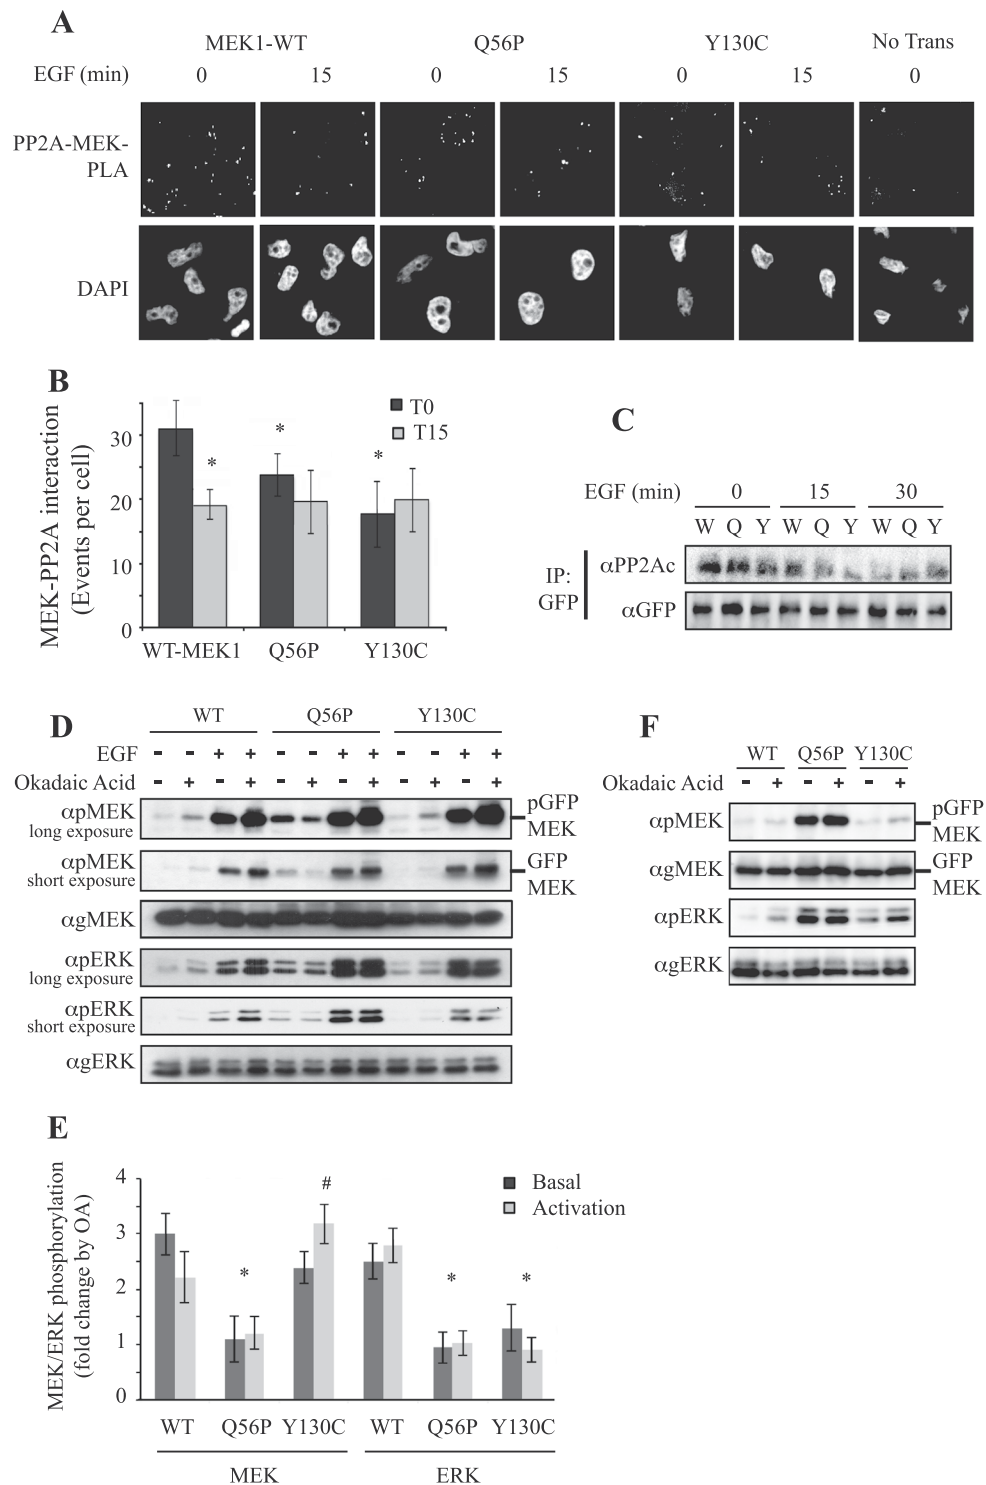 A
MEK1-WT Q56P Y130C No Trans
EGF (min) 0 15 0 15 0 15 0
PP2A-MEK-
PLA
DAPI
B
MEK-PP2A interaction
(Events per cell)
30
20
10
0
* * *
T0
T15
WT-MEK1 Q56P Y130C
C
EGF (min) 0 15 30
W Q Y W Q Y W Q Y
IP:
GFP
αPP2Ac
αGFP
D
WT Q56P Y130C
EGF - - + + - - + + - - + +
Okadaic Acid - + - + - + - + - + - +
αpMEK
long exposure
pGFP
MEK
αpMEK
short exposure
GFP
MEK
αgMEK
αpERK
long exposure
αpERK
short exposure
αgERK
F
WT Q56P Y130C
Okadaic Acid - + - + - +
αpMEK
pGFP
MEK
αgMEK
GFP
MEK
αpERK
αgERK
E
MEK/ERK phosphorylation
(fold change by OA)
4
3
2
1
0
* # * *
Basal
Activation
WT Q56P Y130C WT Q56P Y130C
MEK ERK